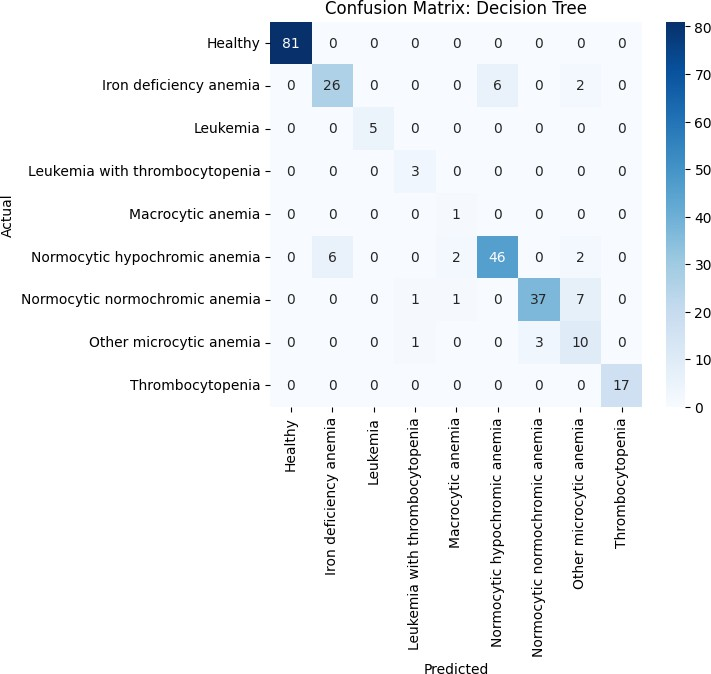 Confusion Matrix: Decision Tree
Actual
Healthy 81 0 0 0 0 0 0 0 0
Iron deficiency anemia 0 26 0 0 0 6 0 2 0
Leukemia 0 0 5 0 0 0 0 0 0
Leukemia with thrombocytopenia 0 0 0 3 0 0 0 0 0
Macrocytic anemia 0 0 0 0 1 0 0 0 0
Normocytic hypochromic anemia 0 6 0 0 2 46 0 2 0
Normocytic normochromic anemia 0 0 0 1 1 0 37 7 0
Other microcytic anemia 0 0 0 1 0 0 3 10 0
Thrombocytopenia 0 0 0 0 0 0 0 0 17
Healthy
Iron deficiency anemia
Leukemia
Leukemia with thrombocytopenia
Macrocytic anemia
Normocytic hypochromic anemia
Normocytic normochromic anemia
Other microcytic anemia
Thrombocytopenia
Predicted
80
70
60
50
40
30
20
10
0